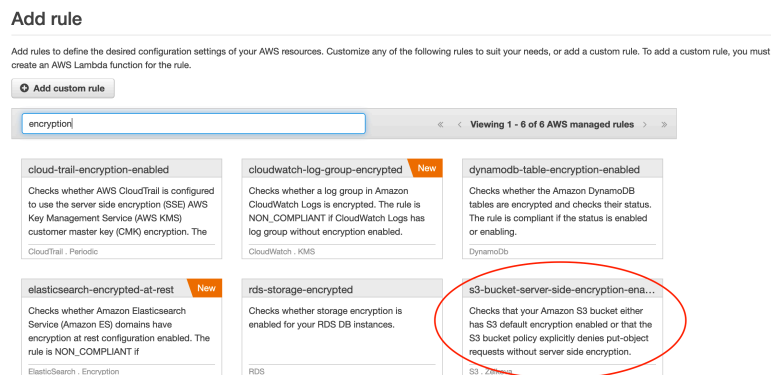 Add rule
Add rules to define the desired configuration settings of your AWS resources. Customize any of the following rules to suit your needs, or add a custom rule. To add a custom rule, you must
create an AWS Lambda function for the rule.
Add custom rule
encryption
« < Viewing 1 - 6 of 6 AWS managed rules > »
cloud-trail-encryption-enabled
Checks whether AWS CloudTrail is configured
to use the server side encryption (SSE) AWS
Key Management Service (AWS KMS)
customer master key (CMK) encryption. The
CloudTrail . Periodic
cloudwatch-log-group-encrypted
New
Checks whether a log group in Amazon
CloudWatch Logs is encrypted. The rule is
NON_COMPLIANT if CloudWatch Logs has
log group without encryption enabled.
CloudWatch . KMS
dynamodb-table-encryption-enabled
Checks whether the Amazon DynamoDB
tables are encrypted and checks their status.
The rule is compliant if the status is enabled
or enabling.
DynamoDb
elasticsearch-encrypted-at-rest
New
Checks whether Amazon Elasticsearch
Service (Amazon ES) domains have
encryption at rest configuration enabled. The
rule is NON_COMPLIANT if
ElasticSearch . Encryption
rds-storage-encrypted
Checks whether storage encryption is
enabled for your RDS DB instances.
RDS
s3-bucket-server-side-encryption-ena...
Checks that your Amazon S3 bucket either
has S3 default encryption enabled or that the
S3 bucket policy explicitly denies put-object
requests without server side encryption.
S3 . Zelkova